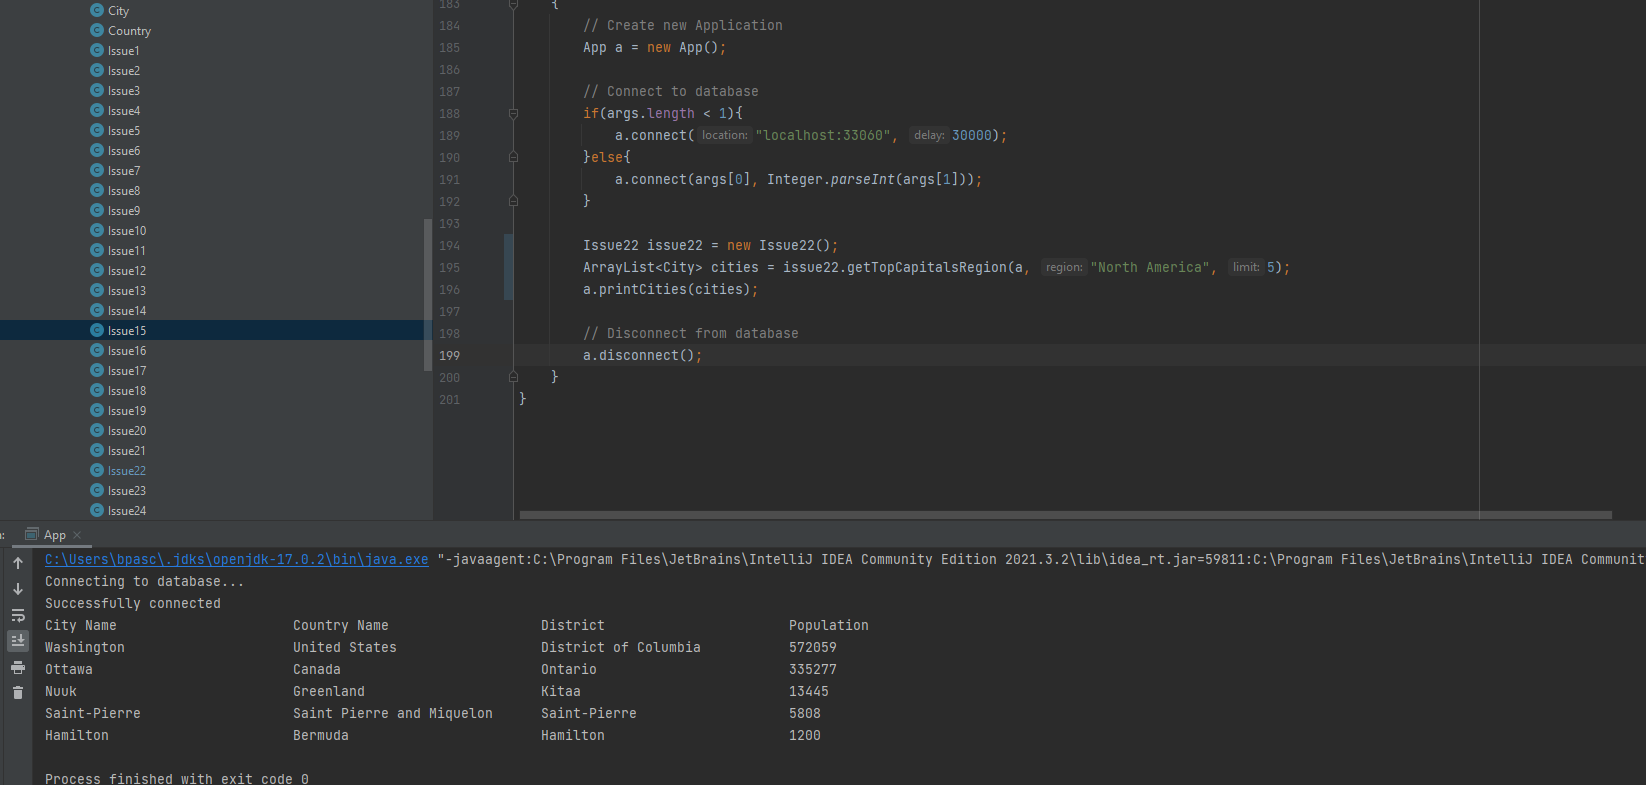 City
Country
Issue1
Issue2
Issue3
Issue4
Issue5
Issue6
Issue7
Issue8
Issue9
Issue10
Issue11
Issue12
Issue13
Issue14
Issue15
Issue16
Issue17
Issue18
Issue19
Issue20
Issue21
Issue22
Issue23
Issue24
183 {
184 // Create new Application
185 App a = new App();
186
187 // Connect to database
188 if(args.length < 1){
189 a.connect( location: "localhost:33060", delay: 30000);
190 }else{
191 a.connect(args[0], Integer.parseInt(args[1]));
192 }
193
194 Issue22 issue22 = new Issue22();
195 ArrayList<City> cities = issue22.getTopCapitalsRegion(a, region: "North America", limit: 5);
196 a.printCities(cities);
197
198 // Disconnect from database
199 a.disconnect();
200 }
201 }
App
C:\Users\bpasc\.jdks\openjdk-17.0.2\bin\java.exe "-javaagent:C:\Program Files\JetBrains\IntelliJ IDEA Community Edition 2021.3.2\lib\idea_rt.jar=59811:C:\Program Files\JetBrains\IntelliJ IDEA Communit
Connecting to database...
Successfully connected
City Name Country Name District Population
Washington United States District of Columbia 572059
Ottawa Canada Ontario 335277
Nuuk Greenland Kitaa 13445
Saint-Pierre Saint Pierre and Miquelon Saint-Pierre 5808
Hamilton Bermuda Hamilton 1200
Process finished with exit code 0